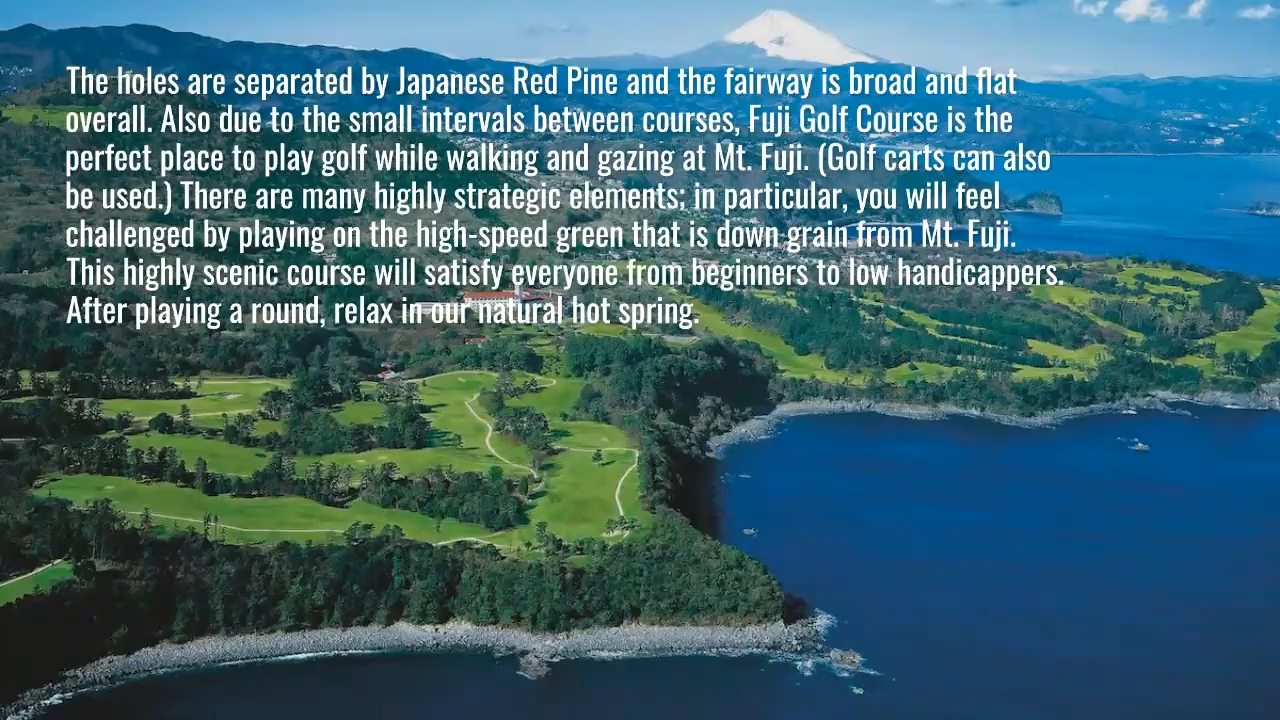 The holes are separated by Japanese Red Pine and the fairway is broad and flat
overall. Also due to the small intervals between courses, Fuji Golf Course is the
perfect place to play golf while walking and gazing at Mt. Fuji. (Golf carts can also
be used.) There are many highly strategic elements; in particular, you will feel
challenged by playing on the high-speed green that is down grain from Mt. Fuji.
This highly scenic course will satisfy everyone from beginners to low handicappers.
After playing a round, relax in our natural hot spring.